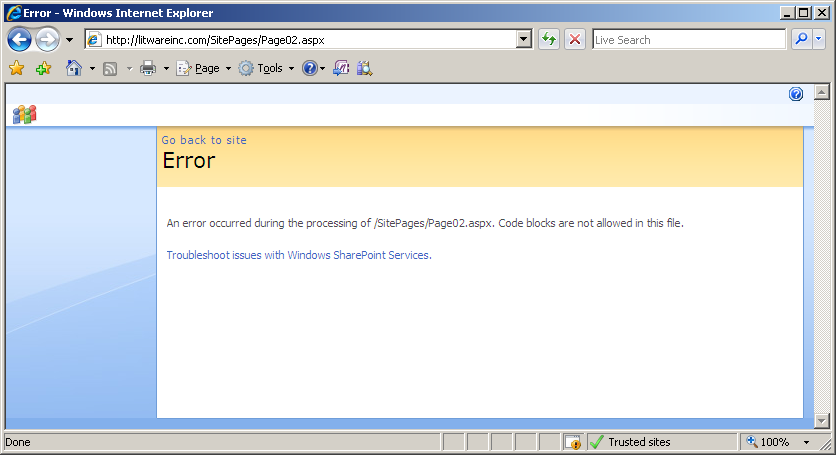 Error - Windows Internet Explorer
http://litwareinc.com/SitePages/Page02.aspx
Live Search
Page
Tools
Go back to site
Error
An error occurred during the processing of /SitePages/Page02.aspx. Code blocks are not allowed in this file.
Troubleshoot issues with Windows SharePoint Services.
Done
Trusted sites
100%